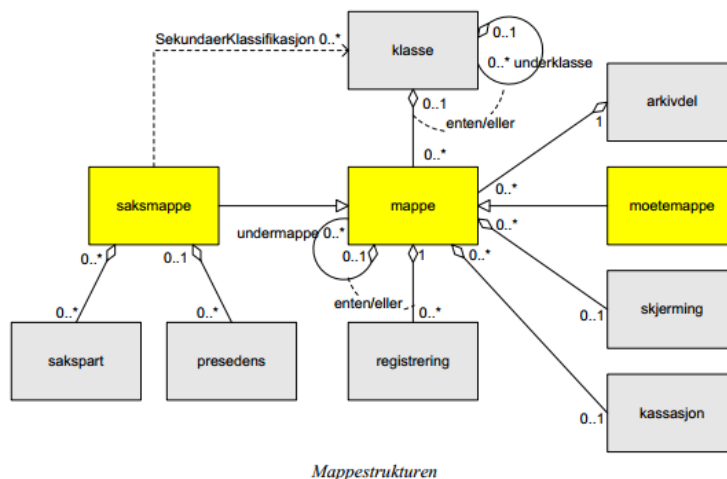 SekundaerKlassifikasjon 0..*
klasse
0..1
0..* underklasse
0..1
enten/eller
0..*
arkivdel
1
saksmappe
mappe
0..*
moetemappe
undermappe 0..*
0..*
0..*
0..1
0..1
1
0..*
enten/eller
0..*
0..*
0..*
0..1
skjerming
sakspart
presedens
registrering
0..1
kassasjon
Mappestrukturen